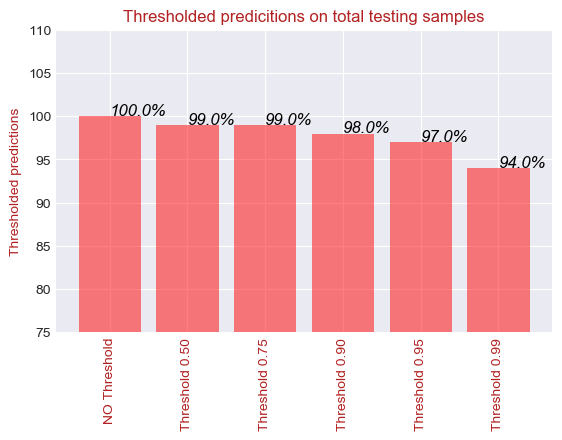 Thresholded predicitions on total testing samples
Thresholded predictions
110
105
100
95
90
85
80
75
100.0%
99.0%
99.0%
98.0%
97.0%
94.0%
NO Threshold
Threshold 0.50
Threshold 0.75
Threshold 0.90
Threshold 0.95
Threshold 0.99